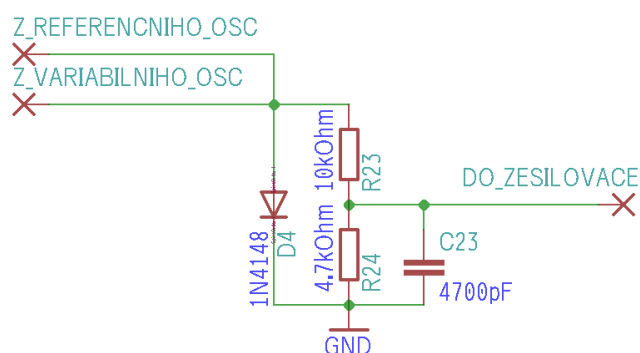 Z_REFERENCNIHO_OSC
Z_VARIABILNIHO_OSC
10kOhm
R23
DO_ZESILOVACE
1N4148
D4
4.7kOhm
R24
C23
4700pF
GND